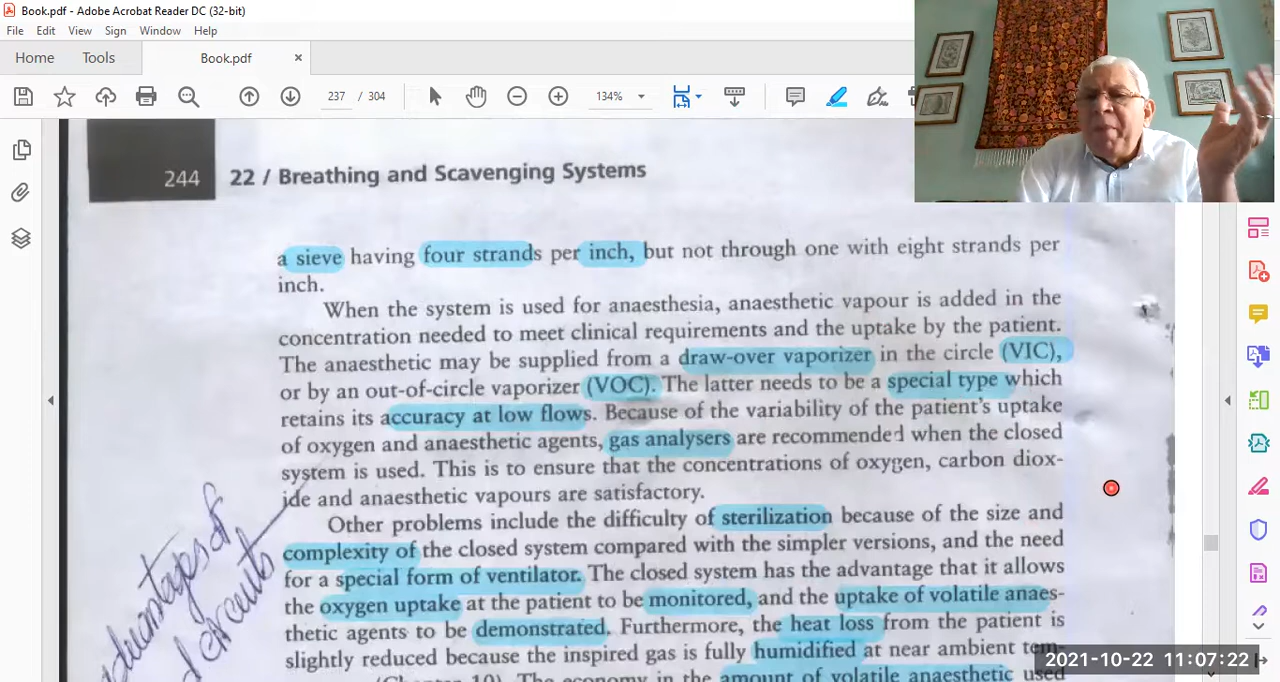 Book.pdf - Adobe Acrobat Reader DC (32-bit)
File Edit View Sign Window Help
Home Tools Book.pdf ×
237 / 304 134%
244 22 / Breathing and Scavenging Systems
a sieve having four strands per inch, but not through one with eight strands per
inch.
When the system is used for anaesthesia, anaesthetic vapour is added in the
concentration needed to meet clinical requirements and the uptake by the patient.
The anaesthetic may be supplied from a draw-over vaporizer in the circle (VIC),
or by an out-of-circle vaporizer (VOC). The latter needs to be a special type which
retains its accuracy at low flows. Because of the variability of the patient's uptake
of oxygen and anaesthetic agents, gas analysers are recommended when the closed
system is used. This is to ensure that the concentrations of oxygen, carbon diox-
ide and anaesthetic vapours are satisfactory.
Other problems include the difficulty of sterilization because of the size and
complexity of the closed system compared with the simpler versions, and the need
for a special form of ventilator. The closed system has the advantage that it allows
the oxygen uptake at the patient to be monitored, and the uptake of volatile anaes-
thetic agents to be demonstrated. Furthermore, the heat loss from the patient is
slightly reduced because the inspired gas is fully humidified at near ambient tem-
The economy in the amount of volatile anaesthetic used
of
circuits
2021-10-22 11:07:22